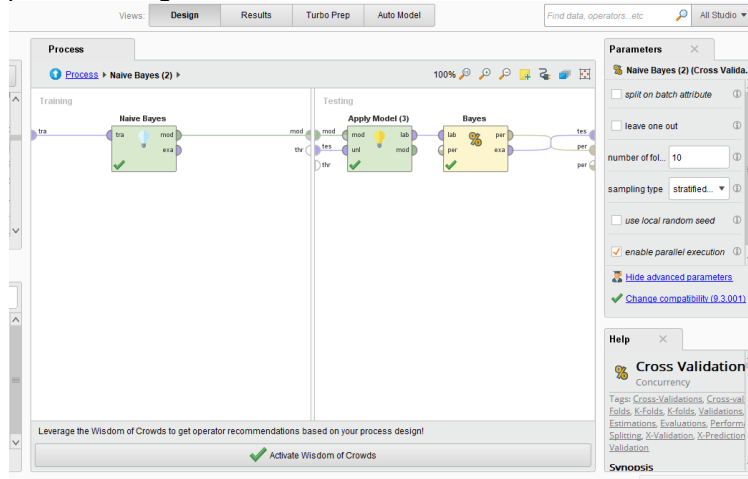 Views: Design Results Turbo Prep Auto Model Find data, operators...etc All Studio
Process
Process Naive Bayes (2) 100%
Training
Testing
Naive Bayes
tra tra mod mod
exa thr
Apply Model (3)
mod mod lab
tes unl mod
thr
Bayes
lab per tes
per exa per
per
Leverage the Wisdom of Crowds to get operator recommendations based on your process design!
Activate Wisdom of Crowds
Parameters
Naive Bayes (2) (Cross Valida..
split on batch attribute
leave one out
number of fol... 10
sampling type stratified...
use local random seed
enable parallel execution
Hide advanced parameters
Change compatibility (9.3.001)
Help
Cross Validation
Concurrency
Tags: Cross-Validations, Cross-val
Folds, K-Folds, K-folds, Validations,
Estimations, Evaluations, Perform
Splitting, X-Validation, X-Prediction
Validation
Synopsis